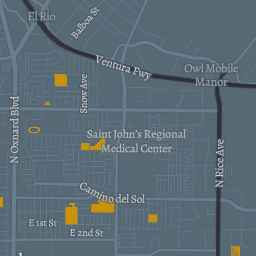 El Rio
Balboa St
Ventura Fwy
Owl Mobile
Manor
Snow Ave
N Oxnard Blvd
Saint John's Regional
Medical Center
N Rice Ave
Camino del Sol
E 1st St
E 2nd St